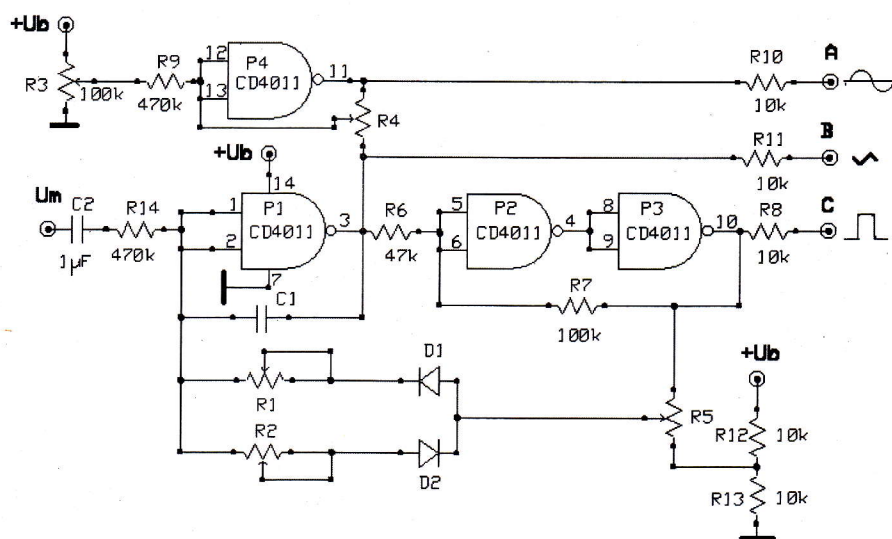 +Ub
R3
100k
R9
470k
12
13
P4
CD4011
11
R4
R10
10k
A
R11
10k
B
+Ub
14
Um
C2
1µF
R14
470k
1
2
P1
CD4011
3
7
R6
47k
5
6
P2
CD4011
4
8
9
P3
CD4011
10
R8
10k
C
C1
R7
100k
R1
D1
R2
D2
R5
+Ub
R12
10k
R13
10k